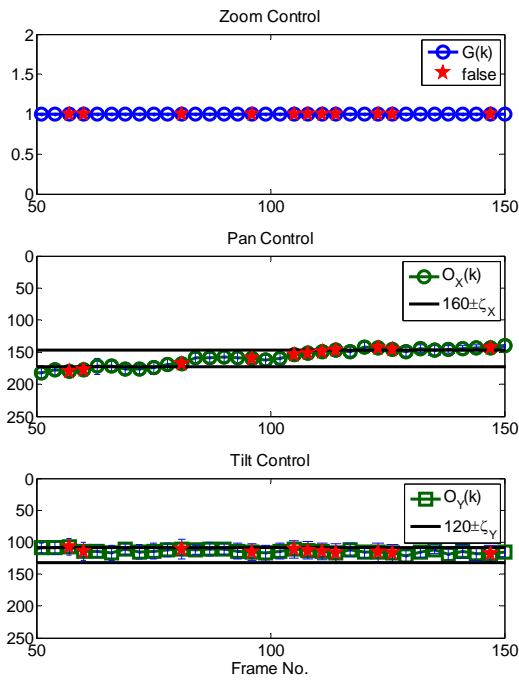 Zoom Control
2
1.5
1
0.5
0
50
100
150
G(k)
false
Pan Control
0
50
100
150
200
250
50
100
150
O_X(k)
160±ζ_X
Tilt Control
0
50
100
150
200
250
50
100
150
O_Y(k)
120±ζ_Y
Frame No.